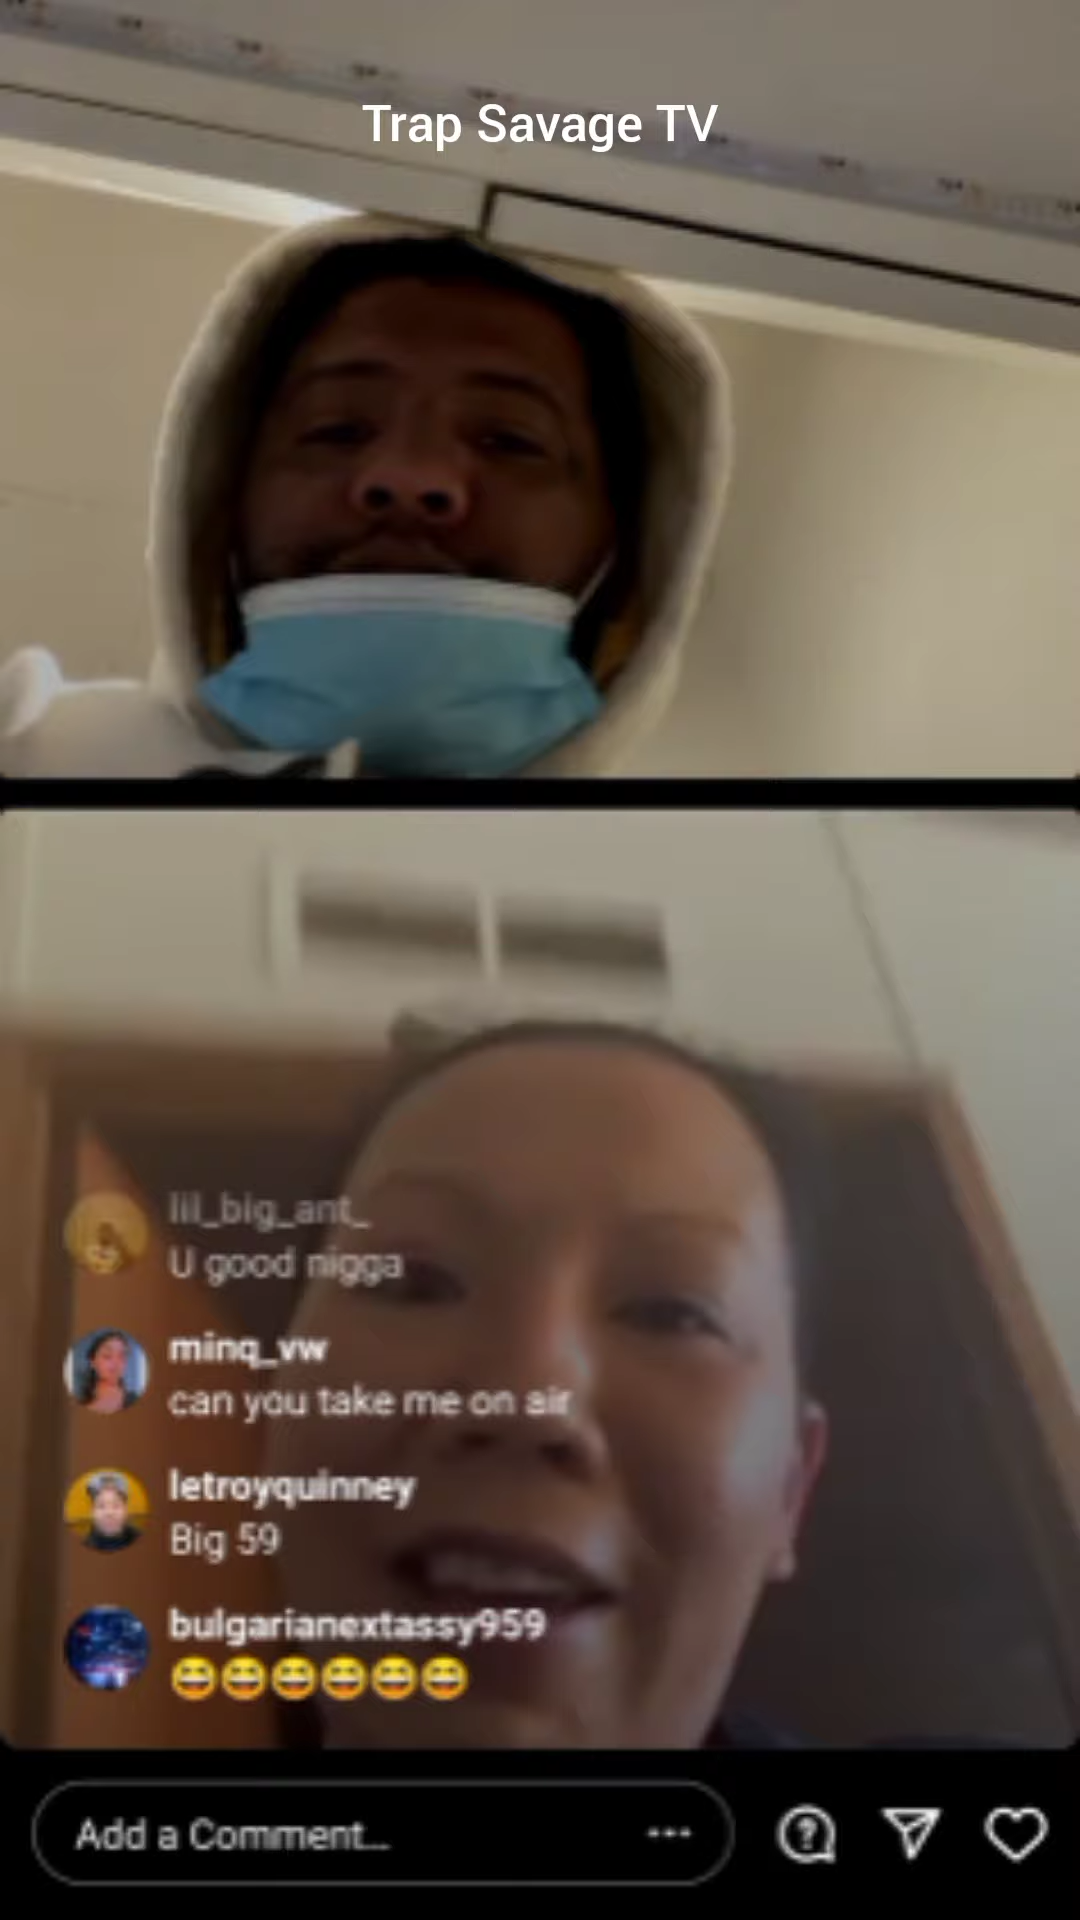 Trap Savage TV
lil_big_ant_
U good nigga
minq_vw
can you take me on air
letroyquinney
Big 59
bulgarianextassy959
😄😄😄😄😄😄
Add a Comment...